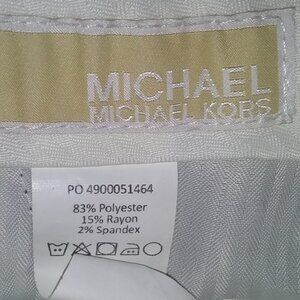 MICHAEL
MICHAEL KORS
PO 4900051464
83% Polyester
15% Rayon
2% Spandex